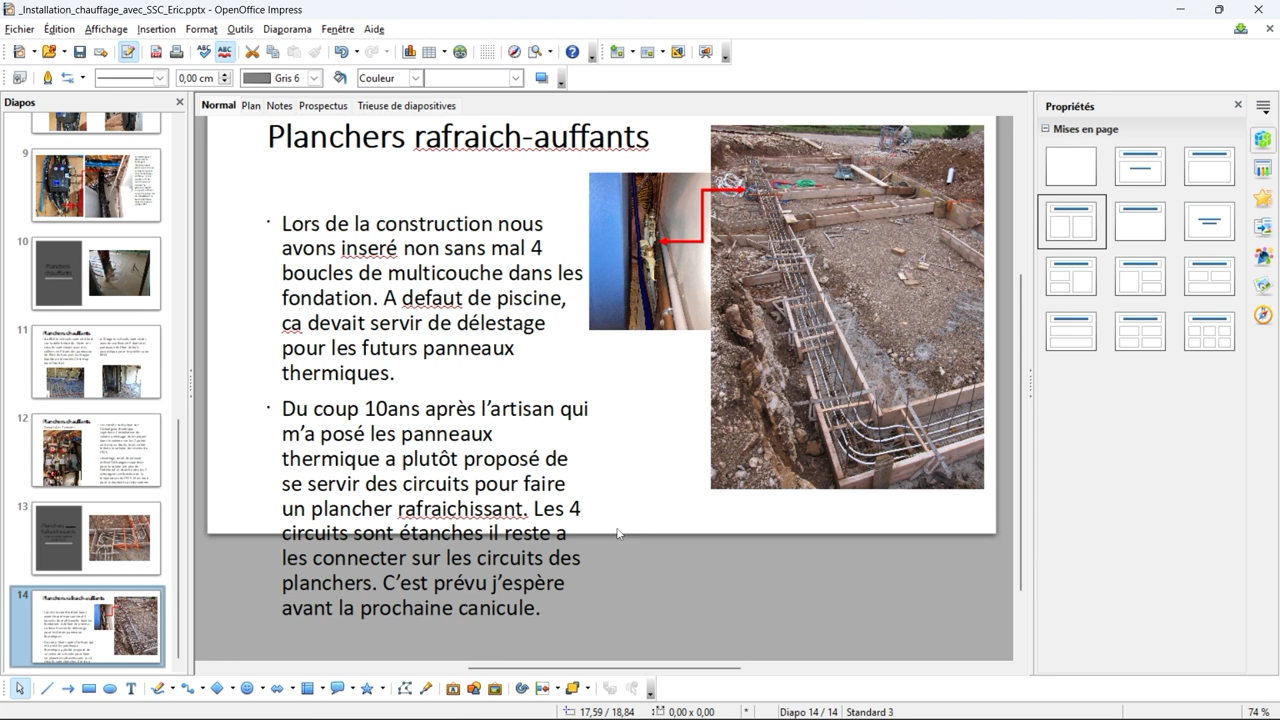 _Installation_chauffage_avec_SSC_Eric.pptx - OpenOffice Impress
Fichier Édition Affichage Insertion Format Outils Diaporama Fenêtre Aide
0,00 cm Gris 6 Couleur
Diapos
Normal Plan Notes Prospectus Trieuse de diapositives
Propriétés
Mises en page
9
10
11
12
13
14
Planchers rafraich-auffants
· Lors de la construction nous
avons inseré non sans mal 4
boucles de multicouche dans les
fondation. A defaut de piscine,
ca devait servir de délestage
pour les futurs panneaux
thermiques.
· Du coup 10ans après l’artisan qui
m’a posé les panneaux
thermique a plutôt proposé de
se servir des circuits pour faire
un plancher rafraichissant. Les 4
circuits sont étanches il reste a
les connecter sur les circuits des
planchers. C’est prévu j’espère
avant la prochaine canicule.
17,59 / 18,84 0,00 x 0,00 * Diapo 14 / 14 Standard 3 74 %